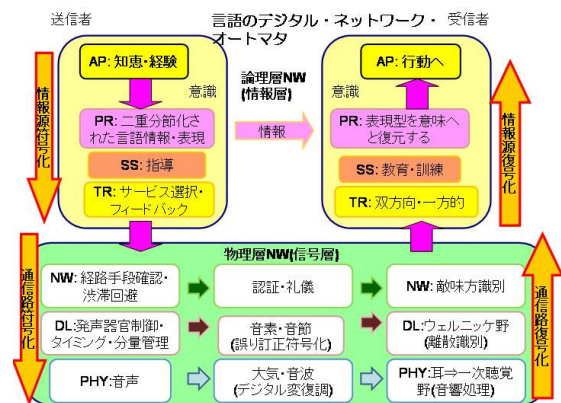 送信者
言語のデジタル・ネットワーク・
オートマタ
受信者
情報源符号化
AP: 知恵・経験
意識
PR: 二重分節化さ
れた言語情報・表現
SS: 指導
TR: サービス選択・
フィードバック
論理層NW
(情報層)
情報
AP: 行動へ
意識
PR: 表現型を意味へ
と復元する
SS: 教育・訓練
TR: 双方向・一方的
情報源復号化
通信路符号化
物理層NW(信号層)
NW: 経路手段確認・
渋滞回避
認証・礼儀
NW: 敵味方識別
DL: 発声器官制御・
タイミング・分量管理
音素・音節
(誤り訂正符号化)
DL: ウェルニッケ野
(離散識別)
PHY:音声
大気・音波
(デジタル変復調)
PHY: 耳⇒一次聴覚
野(音響処理)
通信路復号化